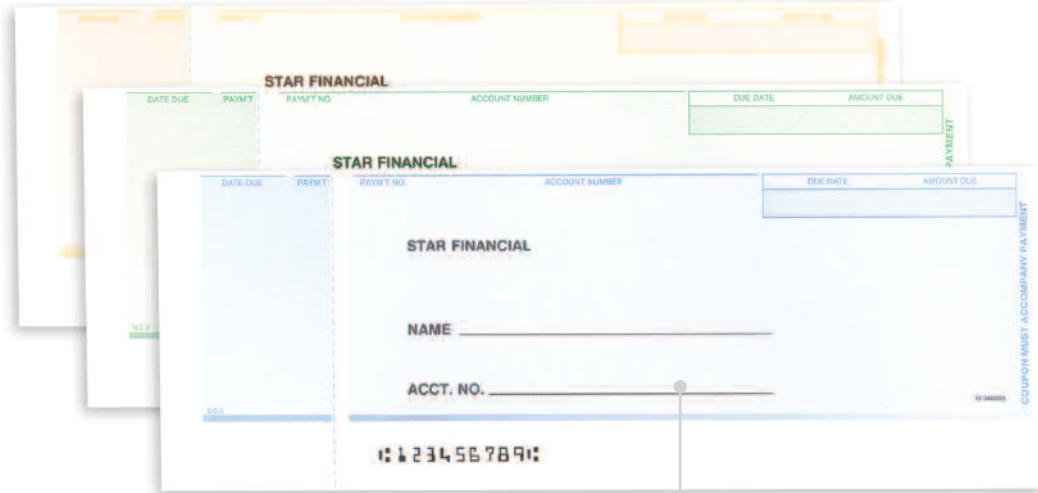 STAR FINANCIAL
DATE DUE PAYM'T PAYM'T NO. ACCOUNT NUMBER DUE DATE AMOUNT DUE
PAYMENT
STAR FINANCIAL
DATE DUE PAYM'T PAYM'T NO. ACCOUNT NUMBER DUE DATE AMOUNT DUE
COUPON MUST ACCOMPANY PAYMENT
STAR FINANCIAL
NAME
ACCT. NO.
⑆123456789⑆